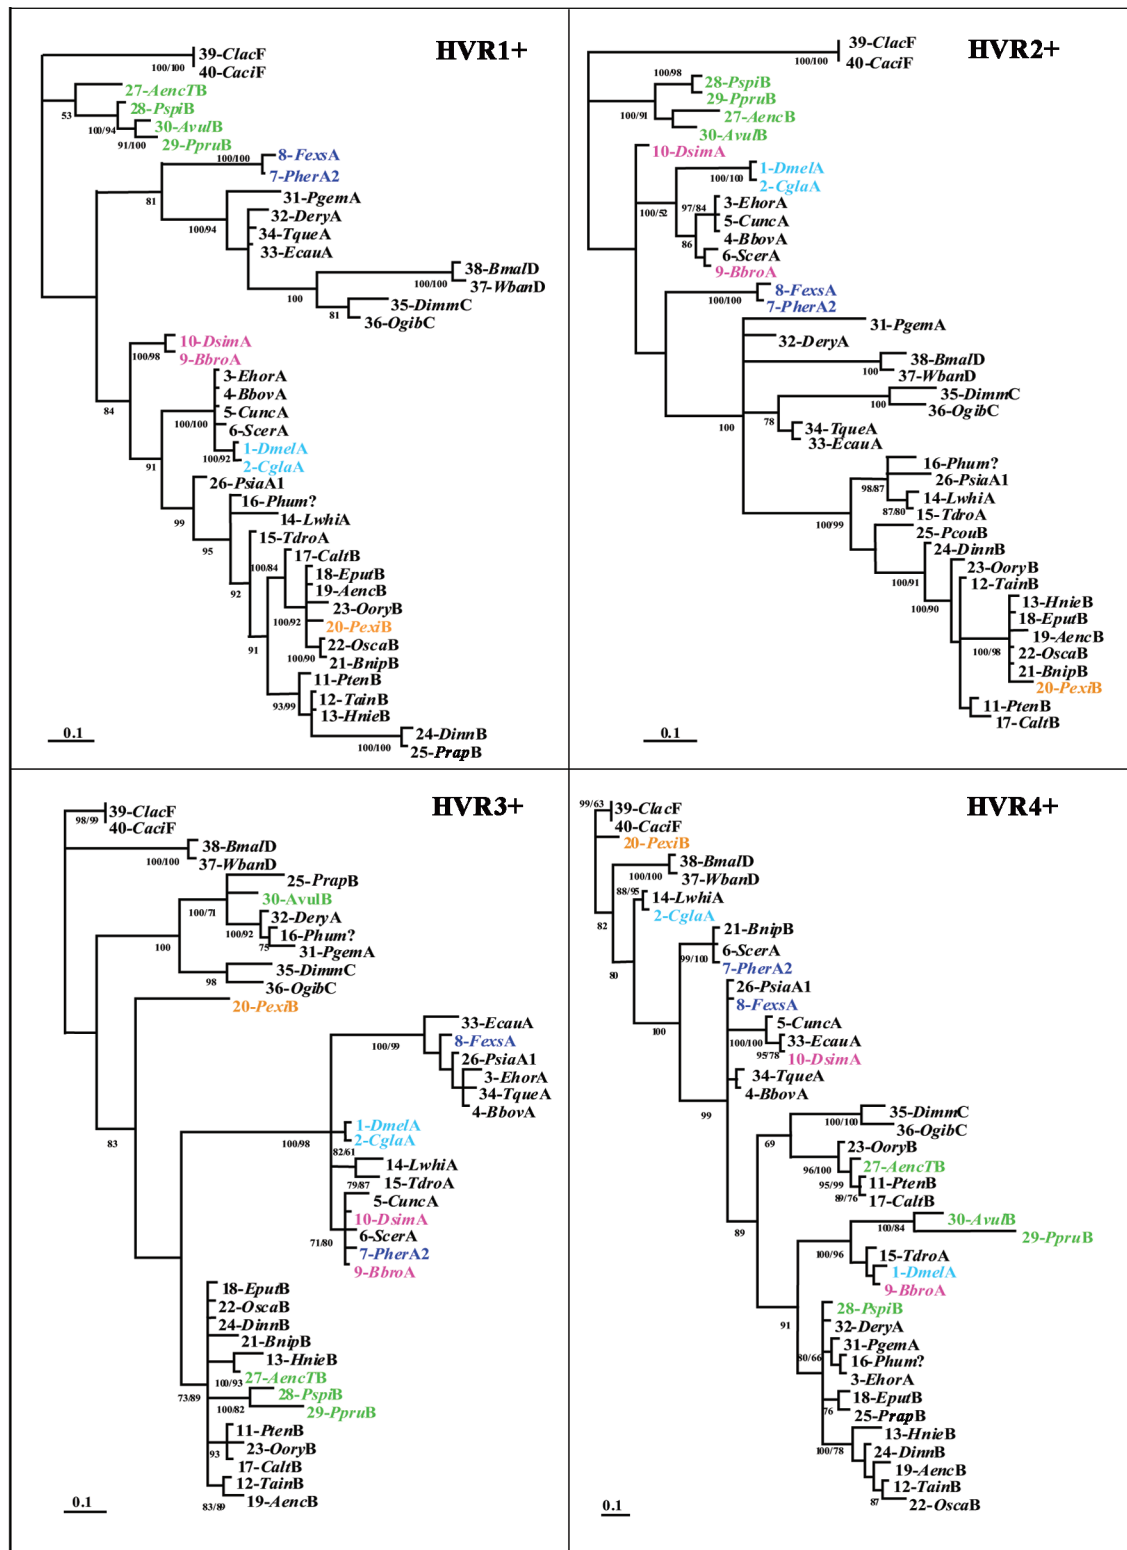 HVR1+
39-ClacF
100/100
40-CaciF
27-AencTB
28-PspiB
53
30-AvulB
100/94
29-PpruB
91/100
8-FexsA
100/100
7-PherA2
81
31-PgemA
32-DeryA
100/94
34-TqueA
33-EcauA
38-BmalD
100/100
37-WbanD
100
35-DimmC
81
36-OgibC
10-DsimA
100/98
9-BbroA
84
3-EhorA
4-BbovA
5-CuncA
100/100
6-ScerA
1-DmelA
100/92
2-CglaA
91
26-PsiaA1
16-Phum?
99
14-LwhiA
95
15-TdroA
17-CaltB
100/84
18-EputB
92
19-AencB
23-OoryB
100/92
20-PexiB
91
22-OscaB
100/90
21-BnipB
11-PtenB
93/99
12-TainB
13-HnieB
24-DinnB
100/100
25-PrapB
0.1
HVR2+
39-ClacF
100/100
40-CaciF
100/98
28-PspiB
29-PpruB
100/91
27-AencB
30-AvulB
10-DsimA
1-DmelA
100/100
2-CglaA
97/84
3-EhorA
100/52
5-CuncA
86
4-BbovA
6-ScerA
9-BbroA
8-FexsA
100/100
7-PherA2
31-PgemA
32-DeryA
38-BmalD
100
37-WbanD
35-DimmC
100
36-OgibC
78
34-TqueA
100
33-EcauA
16-Phum?
98/87
26-PsiaA1
14-LwhiA
87/80
15-TdroA
100/99
25-PcouB
24-DinnB
23-OoryB
100/91
12-TainB
13-HnieB
100/90
18-EputB
19-AencB
100/98
22-OscaB
21-BnipB
20-PexiB
11-PtenB
17-CaltB
0.1
HVR3+
39-ClacF
98/99
40-CaciF
38-BmalD
100/100
37-WbanD
25-PrapB
30-AvulB
100/71
32-DeryA
100/92
16-Phum?
100
75
31-PgemA
35-DimmC
98
36-OgibC
20-PexiB
33-EcauA
8-FexsA
100/99
26-PsiaA1
3-EhorA
34-TqueA
4-BbovA
83
1-DmelA
100/98
2-CglaA
82/61
14-LwhiA
79/87
15-TdroA
5-CuncA
10-DsimA
6-ScerA
71/80
7-PherA2
9-BbroA
18-EputB
22-OscaB
24-DinnB
21-BnipB
13-HnieB
100/93
27-AencTB
73/89
28-PspiB
100/82
29-PpruB
11-PtenB
93
23-OoryB
17-CaltB
12-TainB
83/89
19-AencB
0.1
HVR4+
99/63
39-ClacF
40-CaciF
20-PexiB
38-BmalD
100/100
37-WbanD
88/95
14-LwhiA
2-CglaA
82
21-BnipB
6-ScerA
99/100
7-PherA2
80
26-PsiaA1
8-FexsA
100
5-CuncA
100/100
33-EcauA
95/78
10-DsimA
34-TqueA
4-BbovA
99
35-DimmC
100/100
36-OgibC
69
23-OoryB
96/100
27-AencTB
95/99
11-PtenB
89/76
17-CaltB
30-AvulB
100/84
29-PpruB
89
100/96
15-TdroA
1-DmelA
9-BbroA
28-PspiB
91
32-DeryA
31-PgemA
80/66
16-Phum?
3-EhorA
18-EputB
76
25-PrapB
13-HnieB
100/78
24-DinnB
19-AencB
12-TainB
87
22-OscaB
0.1